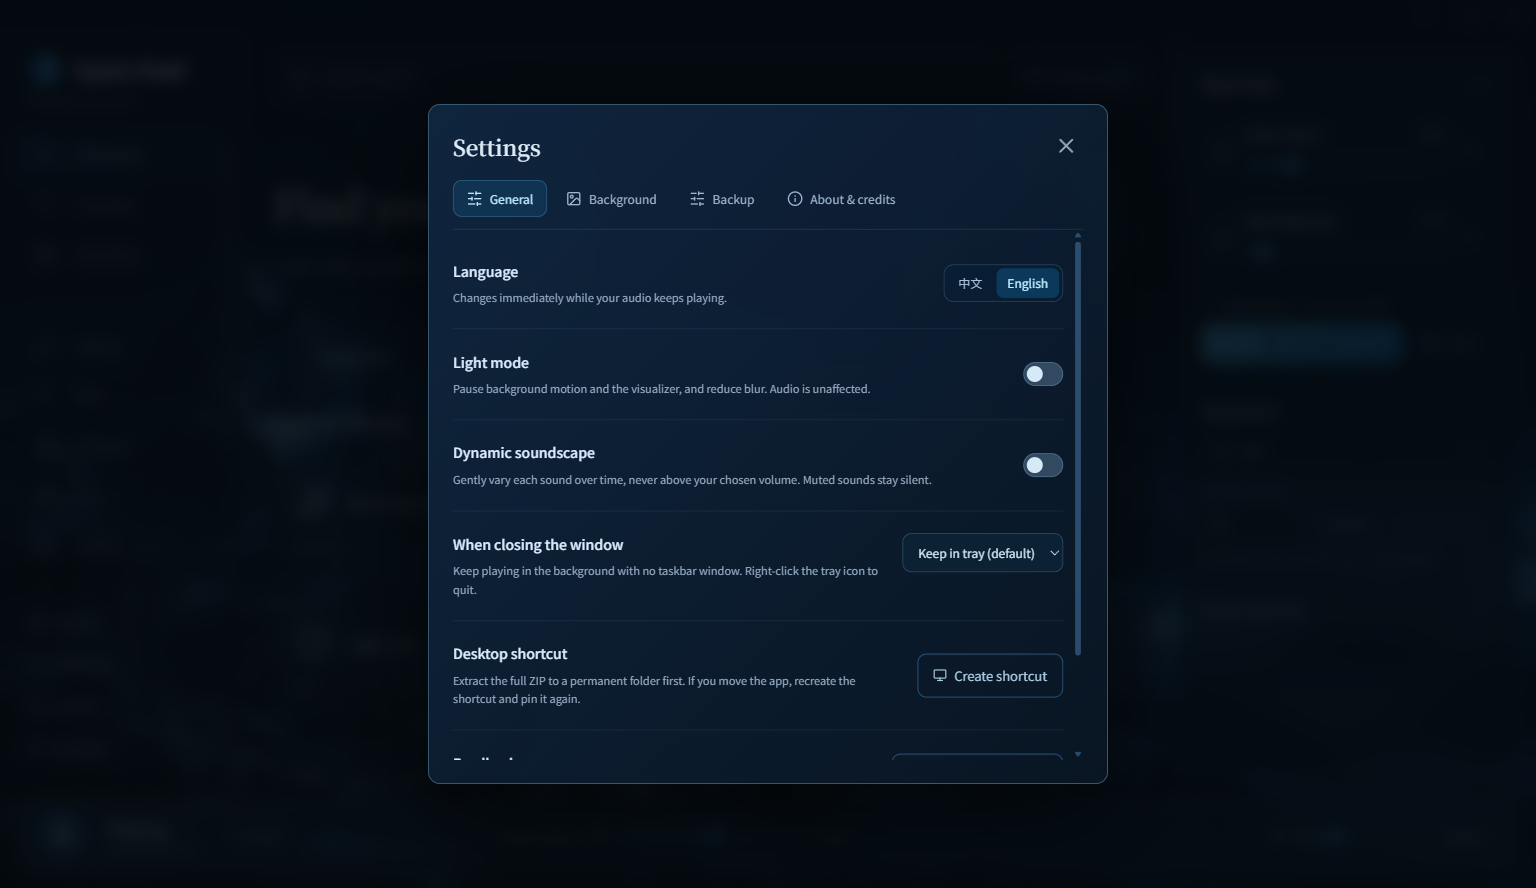 Settings
General
Background
Backup
About & credits
Language
Changes immediately while your audio keeps playing.
中文
English
Light mode
Pause background motion and the visualizer, and reduce blur. Audio is unaffected.
Dynamic soundscape
Gently vary each sound over time, never above your chosen volume. Muted sounds stay silent.
When closing the window
Keep playing in the background with no taskbar window. Right-click the tray icon to
quit.
Keep in tray (default)
Desktop shortcut
Extract the full ZIP to a permanent folder first. If you move the app, recreate the
shortcut and pin it again.
Create shortcut